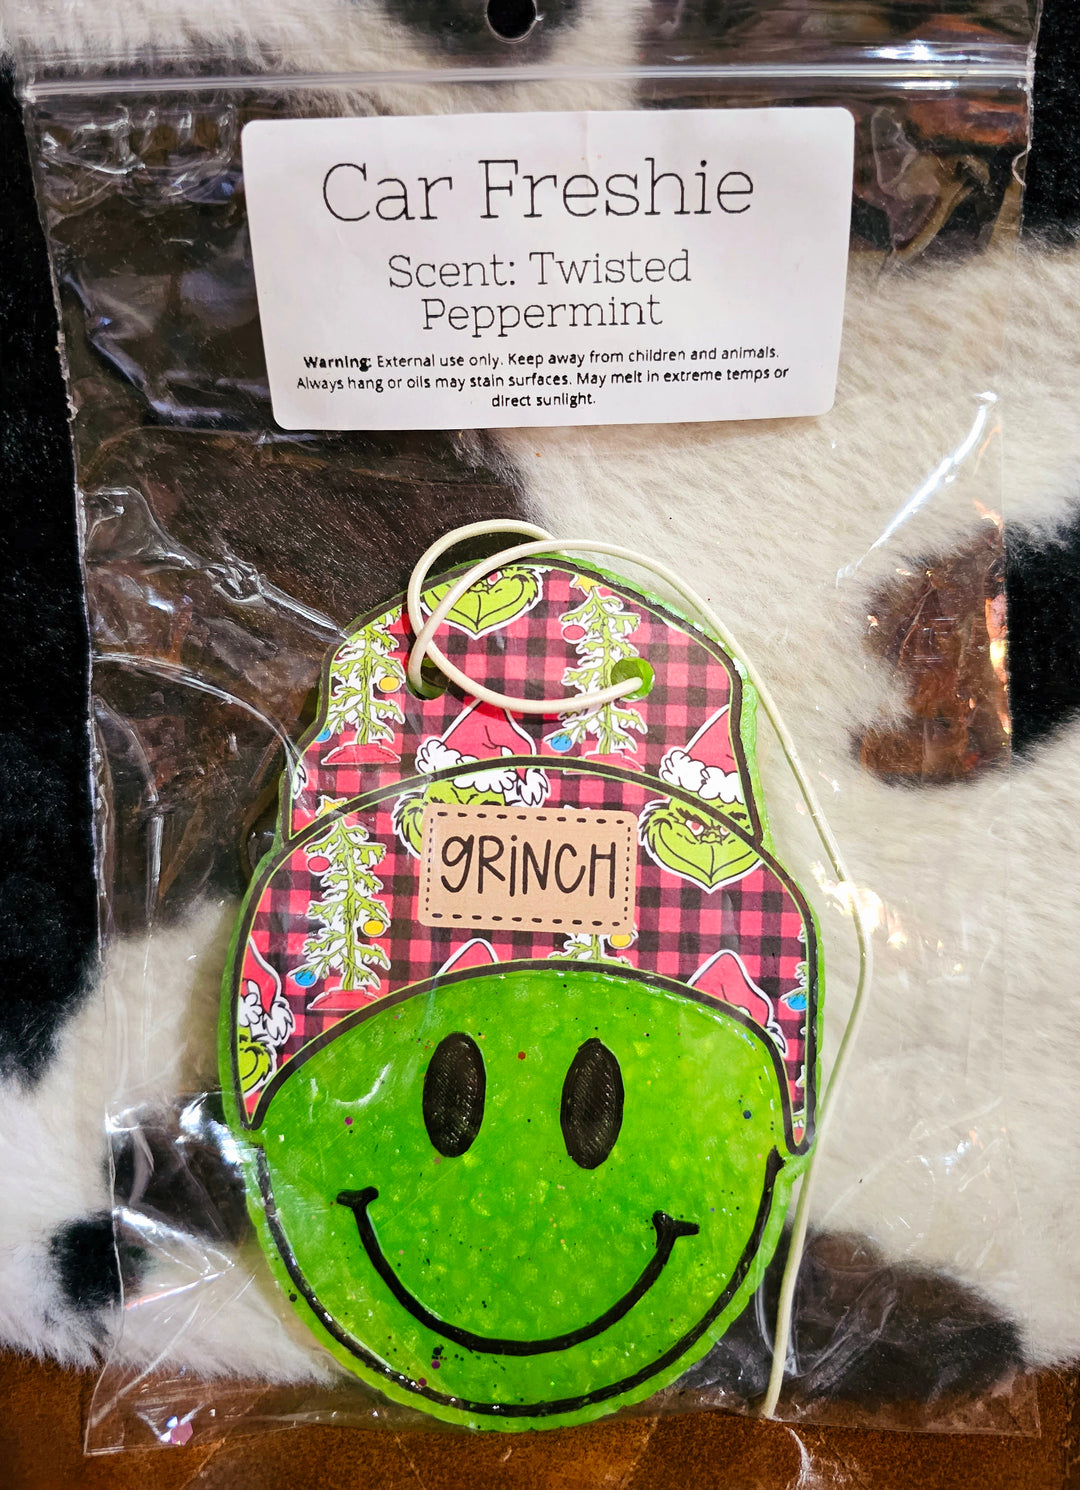 Car Freshie
Scent: Twisted
Peppermint
Warning: External use only. Keep away from children and animals.
Always hang or oils may stain surfaces. May melt in extreme temps or
direct sunlight.
GRiNCH